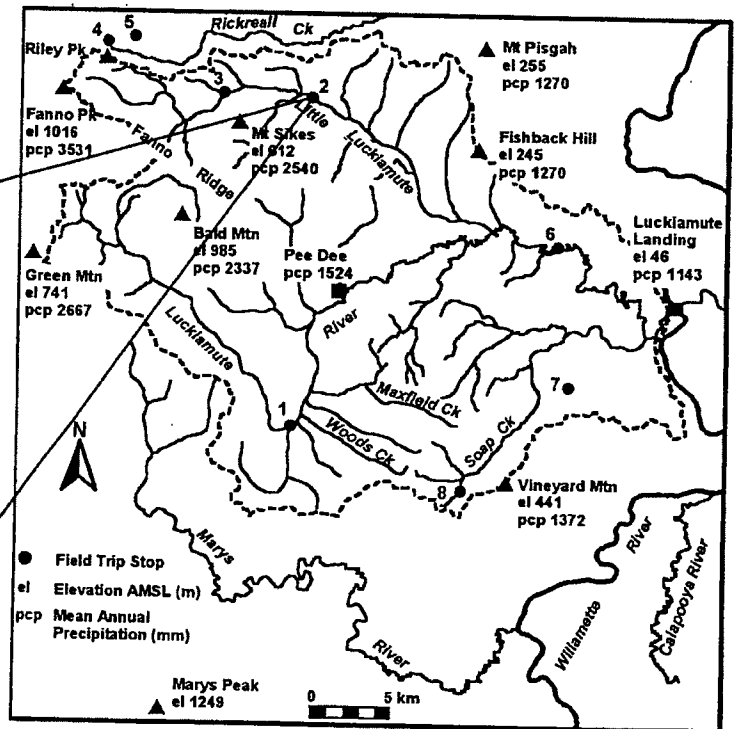 Rickreall
Ck
5
4
Riley Pk
Mt Pisgah
el 255
pcp 1270
3
2
Fanno Pk
el 1016
pcp 3531
Fanno
Ridge
Mt Sikes
el 912
pcp 2540
Little
Luckiamute
Fishback Hill
el 245
pcp 1270
Bald Mtn
el 985
pcp 2337
Pee Dee
pcp 1524
6
Luckiamute
Landing
el 46
pcp 1143
Green Mtn
el 741
pcp 2667
Luckiamute
River
Maxfield Ck
7
1
Woods Ck
Soap Ck
N
8
Vineyard Mtn
el 441
pcp 1372
Marys
River
Willamette
River
Calapooya River
Field Trip Stop
el Elevation AMSL (m)
pcp Mean Annual
Precipitation (mm)
Marys Peak
el 1249
0 5 km